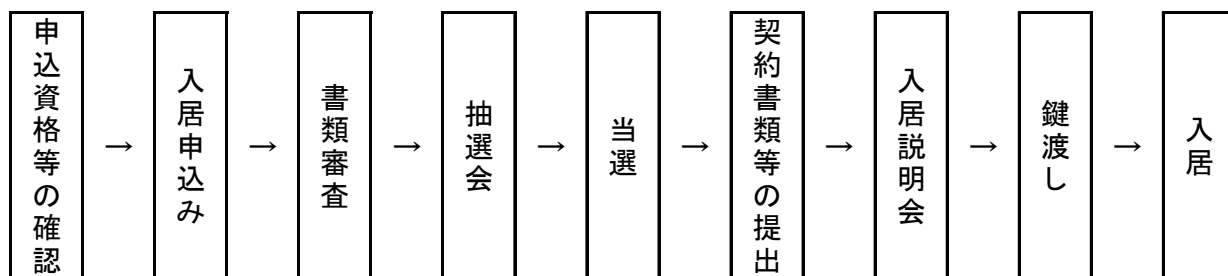 申込資格等の確認
→
入居申込み
→
書類審査
→
抽選会
→
当選
→
契約書類等の提出
→
入居説明会
→
鍵渡し
→
入居